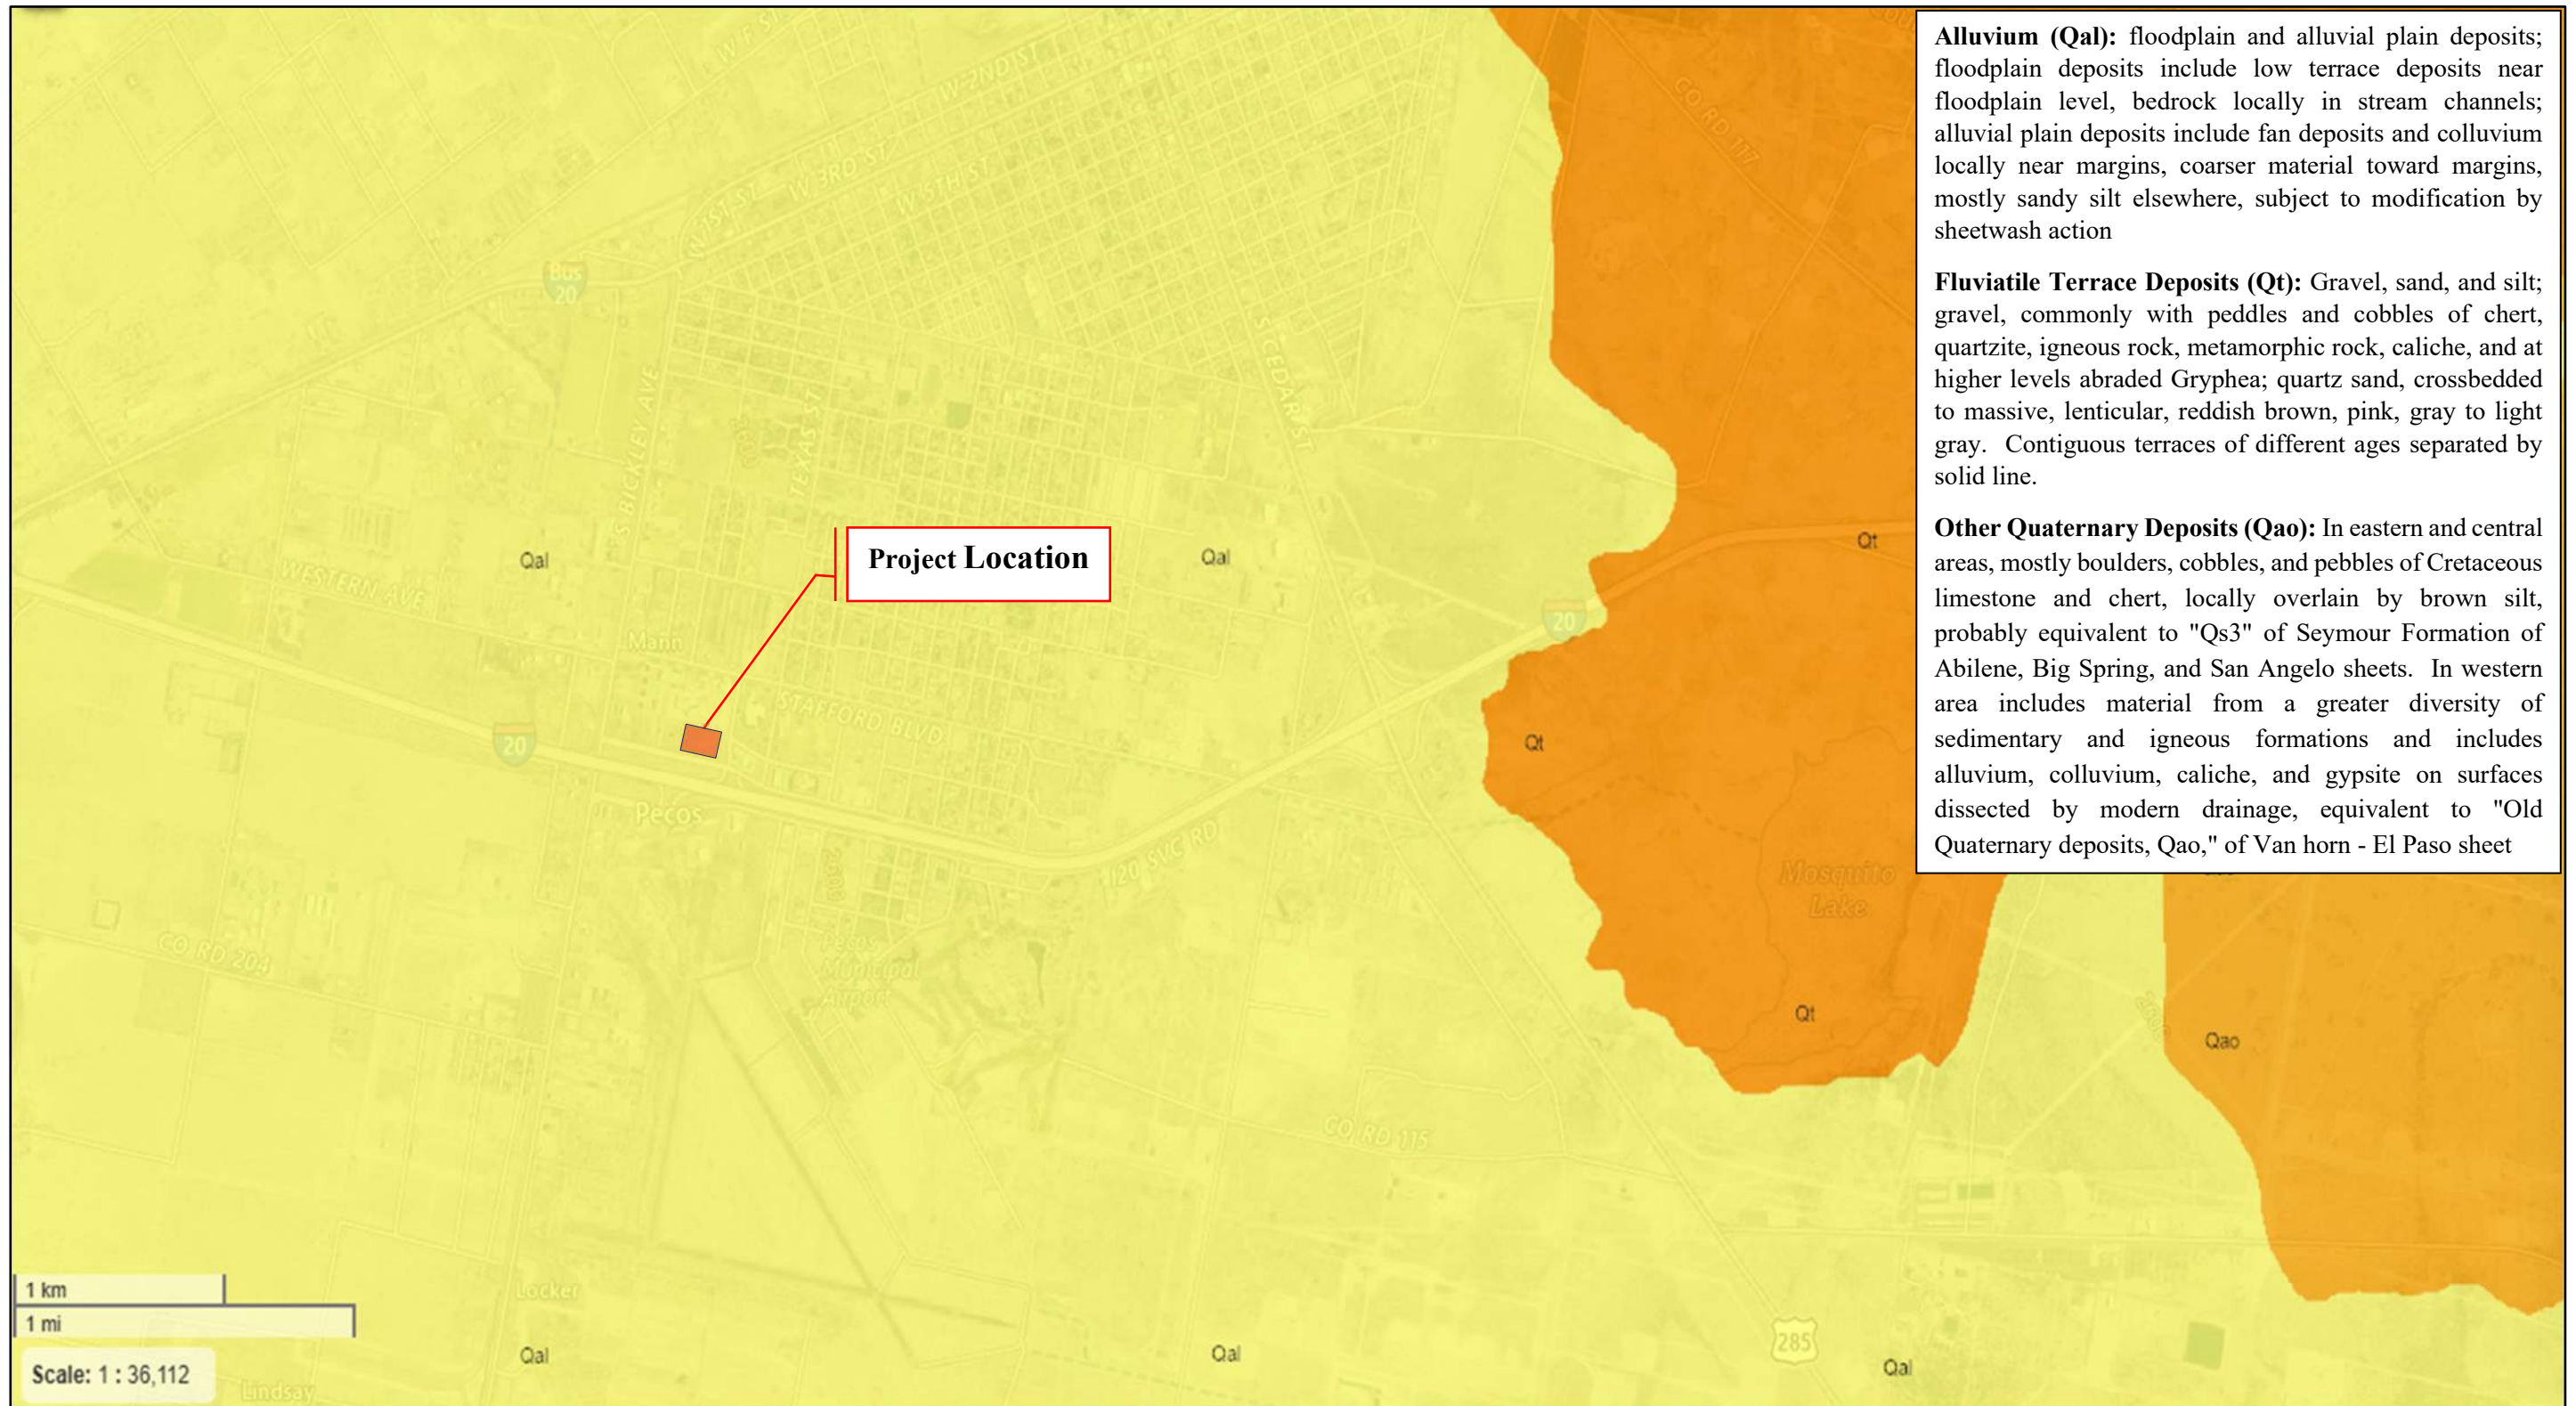 Alluvium (Qal): floodplain and alluvial plain deposits;
floodplain deposits include low terrace deposits near
floodplain level, bedrock locally in stream channels;
alluvial plain deposits include fan deposits and colluvium
locally near margins, coarser material toward margins,
mostly sandy silt elsewhere, subject to modification by
sheetwash action
Fluviatile Terrace Deposits (Qt): Gravel, sand, and silt;
gravel, commonly with peddles and cobbles of chert,
quartzite, igneous rock, metamorphic rock, caliche, and at
higher levels abraded Gryphea; quartz sand, crossbedded
to massive, lenticular, reddish brown, pink, gray to light
gray. Contiguous terraces of different ages separated by
solid line.
Other Quaternary Deposits (Qao): In eastern and central
areas, mostly boulders, cobbles, and pebbles of Cretaceous
limestone and chert, locally overlain by brown silt,
probably equivalent to "Qs3" of Seymour Formation of
Abilene, Big Spring, and San Angelo sheets. In western
area includes material from a greater diversity of
sedimentary and igneous formations and includes
alluvium, colluvium, caliche, and gypsite on surfaces
dissected by modern drainage, equivalent to "Old
Quaternary deposits, Qao," of Van horn - El Paso sheet
W F ST
W 2ND ST
CO RD 117
W 3RD ST
W 1ST ST
W 5TH ST
Bus
20
S CEDAR ST
S BICKLEY AVE
TEXAS ST
Qt
Project Location
Qal
Qal
WESTERN AVE
20
Mann
STAFFORD BLVD
20
Qt
Pecos
I20 SVC RD
Mosquito
Lake
CO RD 204
Pecos
Municipal
Airport
Qt
Qao
CO RD 115
1 km
1 mi
Locker
285
Qal
Qal
Qal
Scale: 1 : 36,112
Lindsay